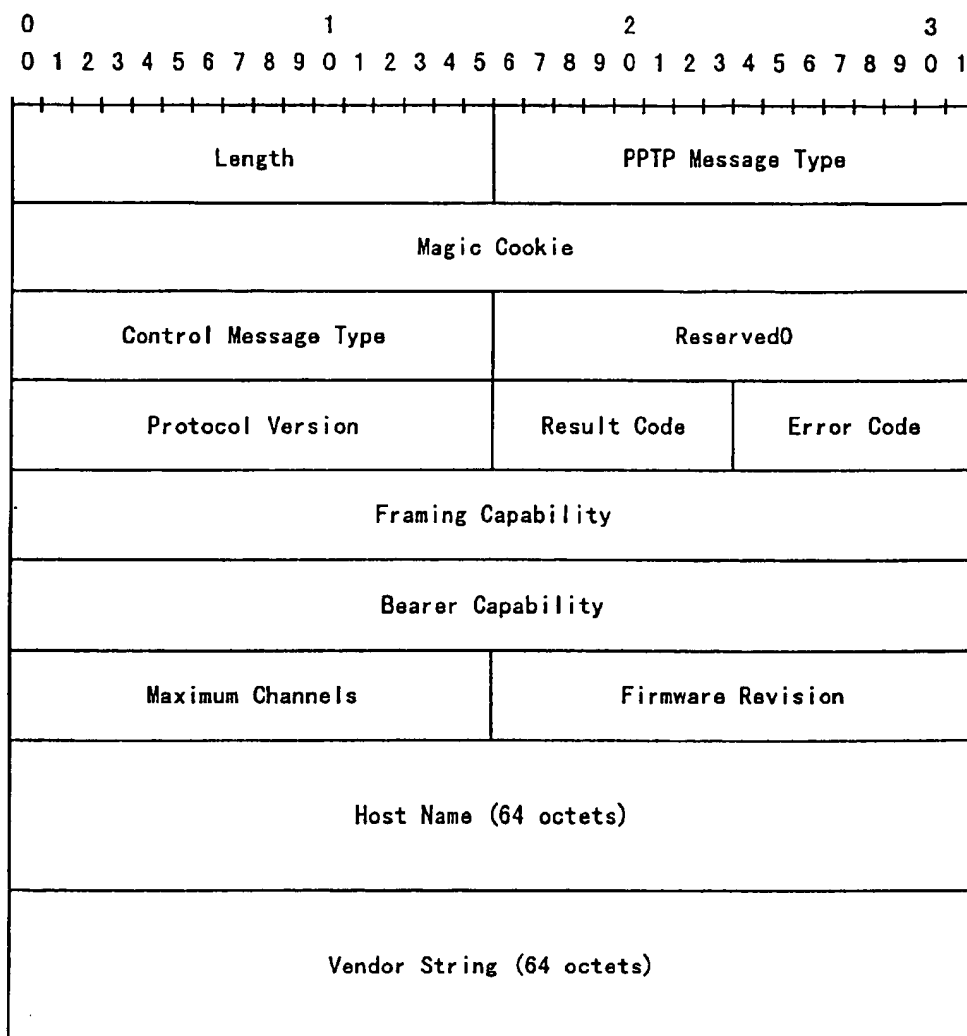 0 1 2 3
0 1 2 3 4 5 6 7 8 9 0 1 2 3 4 5 6 7 8 9 0 1 2 3 4 5 6 7 8 9 0 1
Length PPTP Message Type
Magic Cookie
Control Message Type Reserved0
Protocol Version Result Code Error Code
Framing Capability
Bearer Capability
Maximum Channels Firmware Revision
Host Name (64 octets)
Vendor String (64 octets)